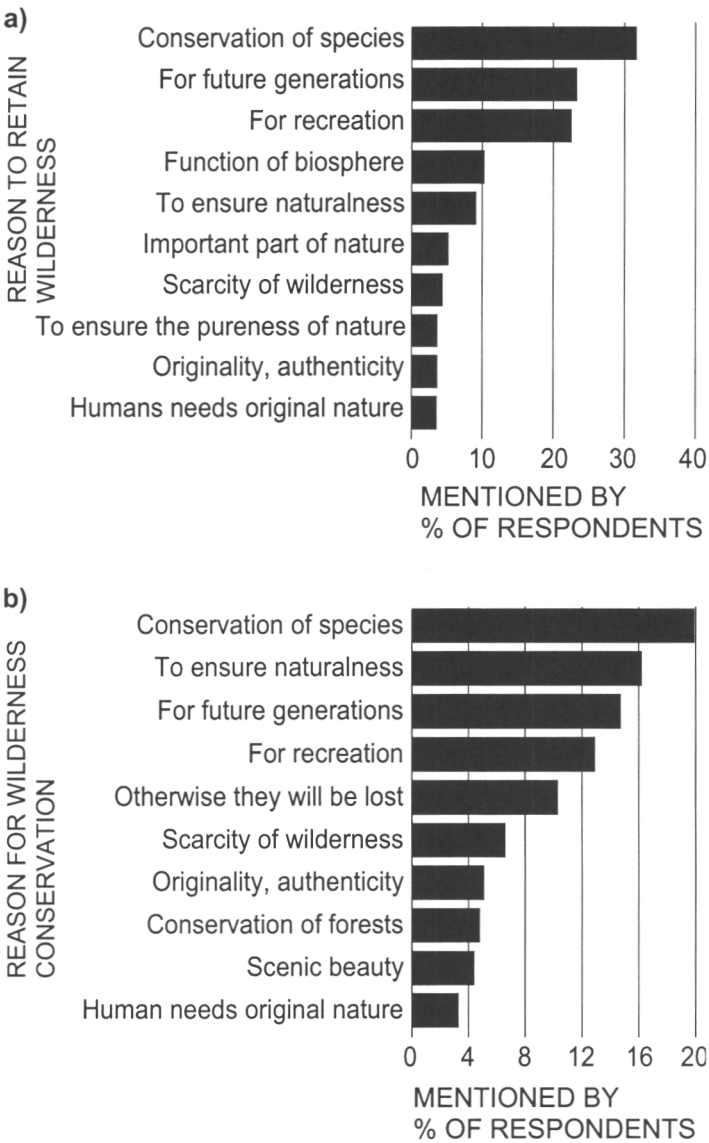 a)
REASON TO RETAIN
WILDERNESS
Conservation of species
For future generations
For recreation
Function of biosphere
To ensure naturalness
Important part of nature
Scarcity of wilderness
To ensure the pureness of nature
Originality, authenticity
Humans needs original nature
0 10 20 30 40
MENTIONED BY
% OF RESPONDENTS
b)
REASON FOR WILDERNESS
CONSERVATION
Conservation of species
To ensure naturalness
For future generations
For recreation
Otherwise they will be lost
Scarcity of wilderness
Originality, authenticity
Conservation of forests
Scenic beauty
Human needs original nature
0 4 8 12 16 20
MENTIONED BY
% OF RESPONDENTS